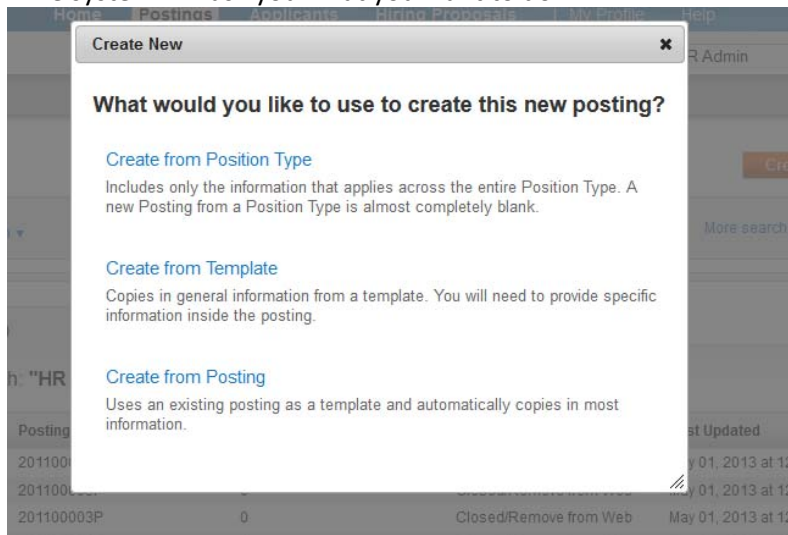 Home Postings Applicants Hiring Proposals My Profile Help
Create New
R Admin
What would you like to use to create this new posting?
Create from Position Type
Cre
Includes only the information that applies across the entire Position Type. A
new Posting from a Position Type is almost completely blank.
More search
Create from Template
Copies in general information from a template. You will need to provide specific
information inside the posting.
Create from Posting
h: "HR
Uses an existing posting as a template and automatically copies in most
information.
Posting
st Updated
201100
y 01, 2013 at 12
201100003P 0 Closed/Remove from Web May 01, 2013 at 12